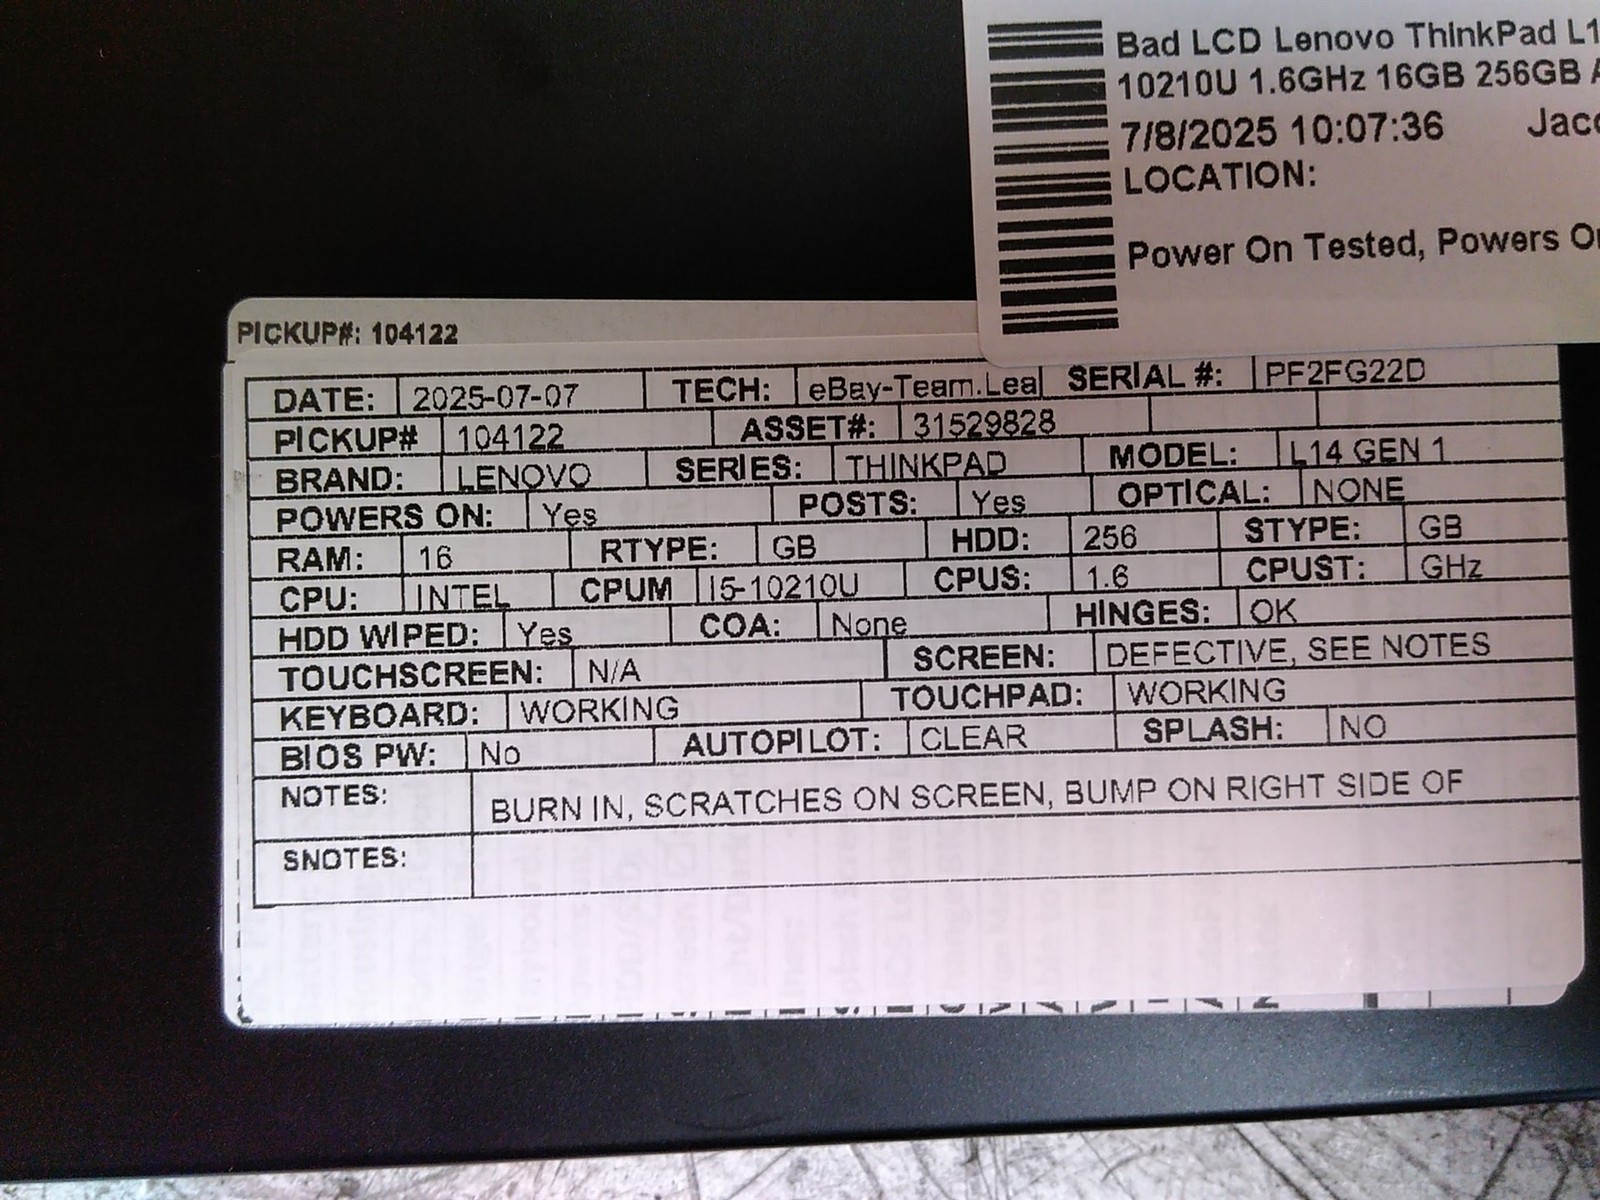 Bad LCD Lenovo ThinkPad L1
10210U 1.6GHz 16GB 256GB
7/8/2025 10:07:36 Jaco
LOCATION:
Power On Tested, Powers On
PICKUP#: 104122
DATE: 2025-07-07 TECH: eBay-Team.Lea SERIAL #: PF2FG22D
PICKUP# 104122 ASSET#: 31529828
BRAND: LENOVO SERIES: THINKPAD MODEL: L14 GEN 1
POWERS ON: Yes POSTS: Yes OPTICAL: NONE
RAM: 16 RTYPE: GB HDD: 256 STYPE: GB
CPU: INTEL CPUM I5-10210U CPUS: 1.6 CPUST: GHz
HDD WIPED: Yes COA: None HINGES: OK
TOUCHSCREEN: N/A SCREEN: DEFECTIVE, SEE NOTES
KEYBOARD: WORKING TOUCHPAD: WORKING
BIOS PW: No AUTOPILOT: CLEAR SPLASH: NO
NOTES: BURN IN, SCRATCHES ON SCREEN, BUMP ON RIGHT SIDE OF
SNOTES: